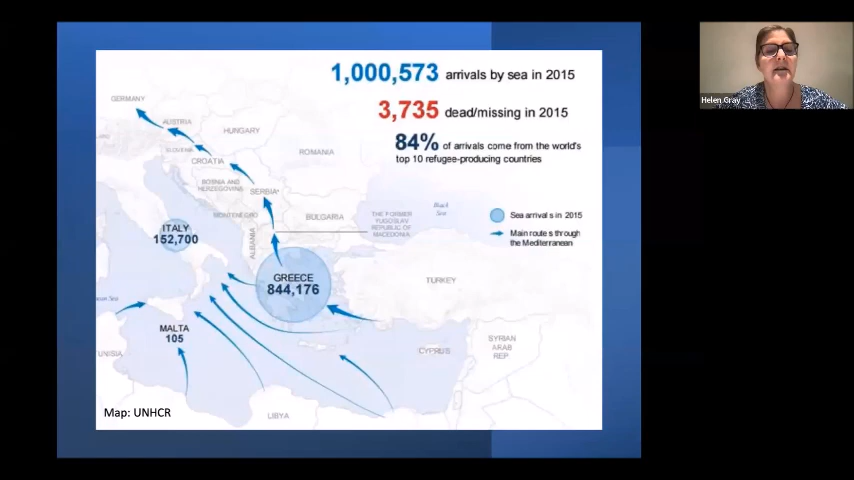 1,000,573 arrivals by sea in 2015
3,735 dead/missing in 2015
84% of arrivals come from the world's
top 10 refugee-producing countries
GERMANY
AUSTRIA
SLOVENIA
HUNGARY
CROATIA
ROMANIA
BOSNIA AND
HERZEGOVINA
SERBIA*
MONTENEGRO
BULGARIA
THE FORMER
YUGOSLAV
REPUBLIC OF
MACEDONIA
Black
Sea
Sea arrivals in 2015
Main routes through
the Mediterranean
ITALY
152,700
ALBANIA
GREECE
844,176
TURKEY
MALTA
105
TUNISIA
CYPRUS
SYRIAN
ARAB
REP
LIBYA
Map: UNHCR
Helen Gray